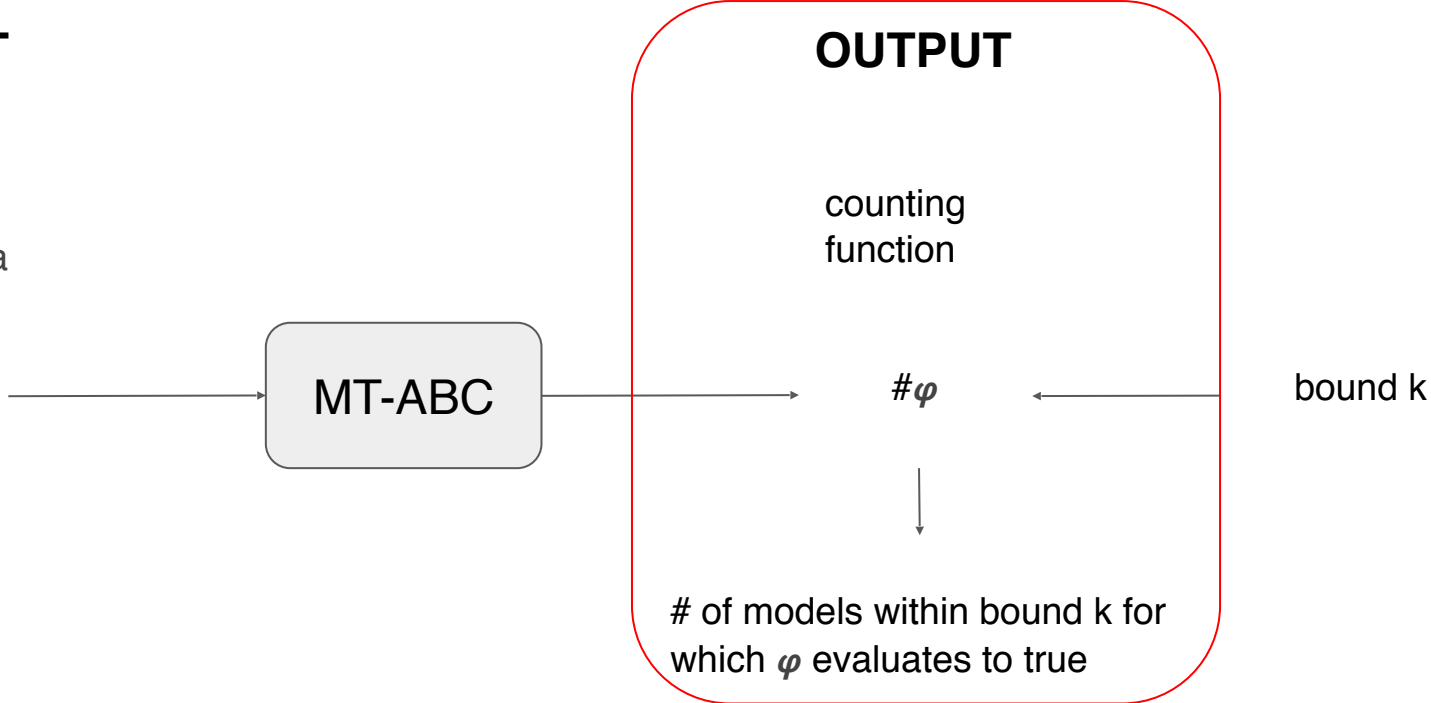 OUTPUT
counting
function
MT-ABC
#φ
bound k
# of models within bound k for
which φ evaluates to true